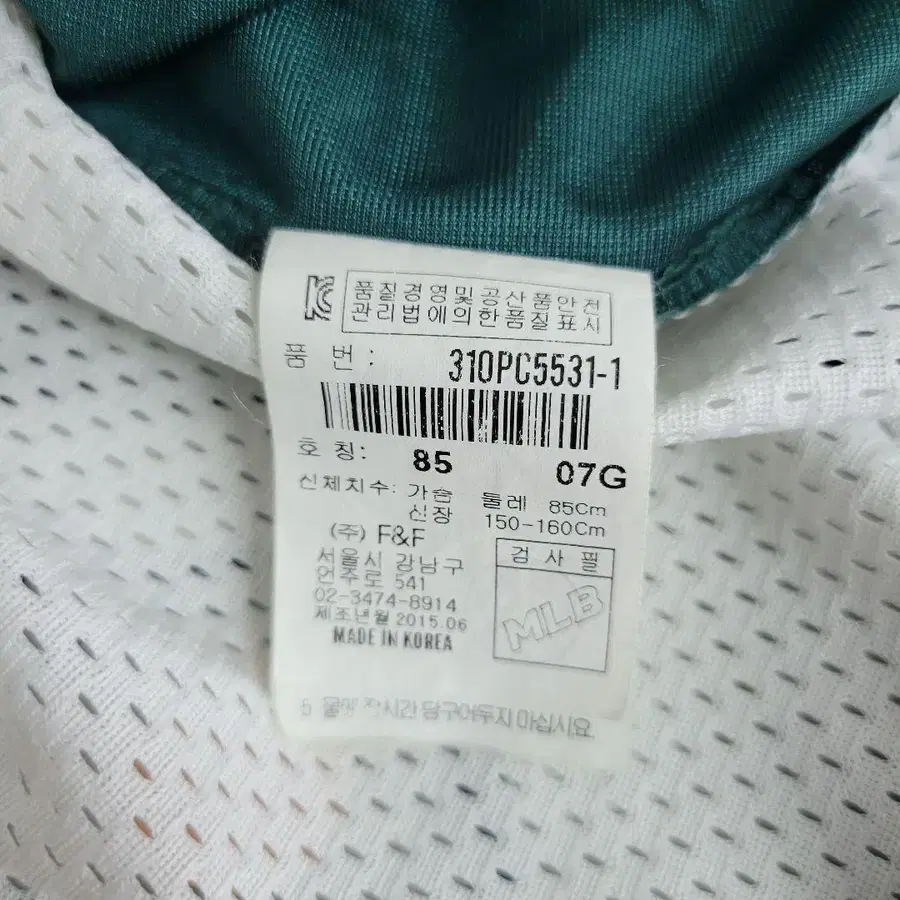 품질경영및공산품안전
관리법에의한품질표시
품 번 : 310PC5531-1
호 칭: 85 07G
신체치수: 가슴 둘레 85Cm
신장 150-160Cm
(주) F&F
서울시 강남구
언주로 541
02-3474-8914
제조년월 2015.06
MADE IN KOREA
검 사 필
MLB
물에 장시간 담구어두지 마십시요